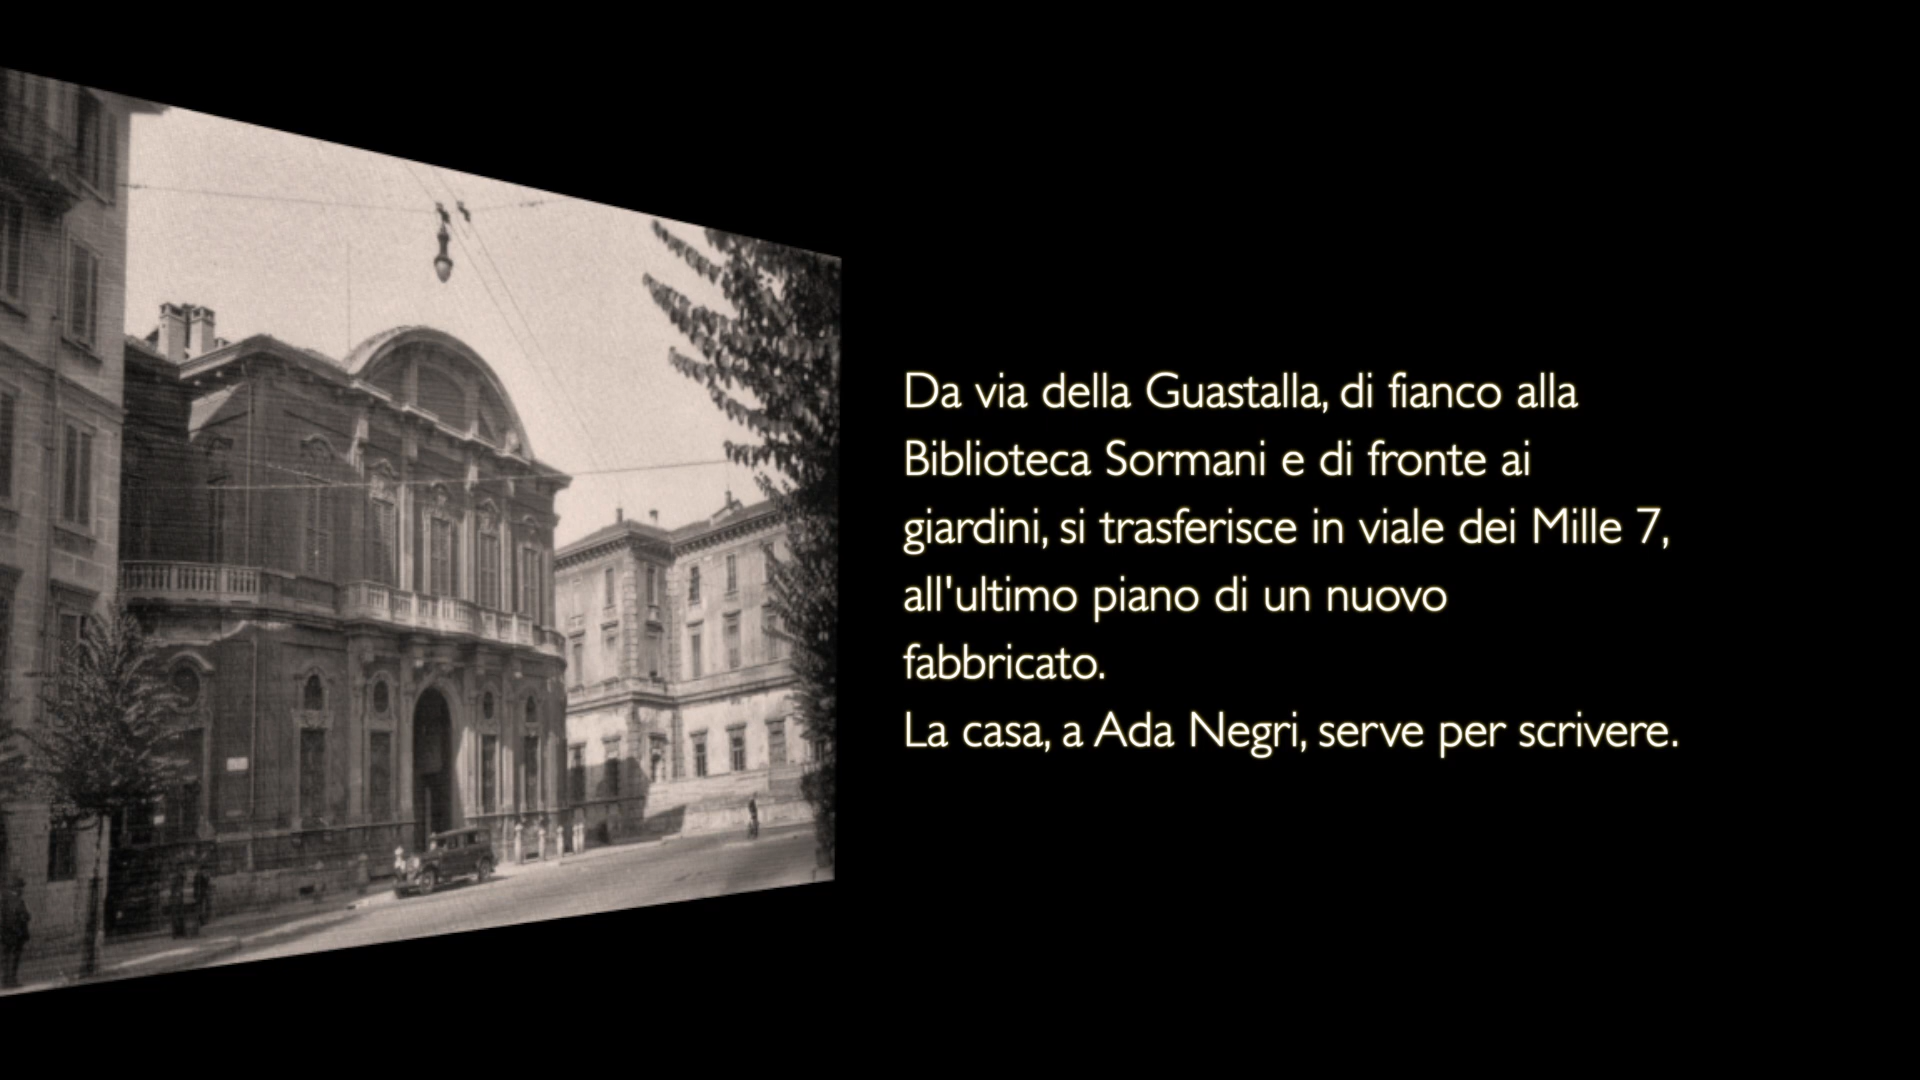 Da via della Guastalla, di fianco alla
Biblioteca Sormani e di fronte ai
giardini, si trasferisce in viale dei Mille 7,
all'ultimo piano di un nuovo
fabbricato.
La casa, a Ada Negri, serve per scrivere.